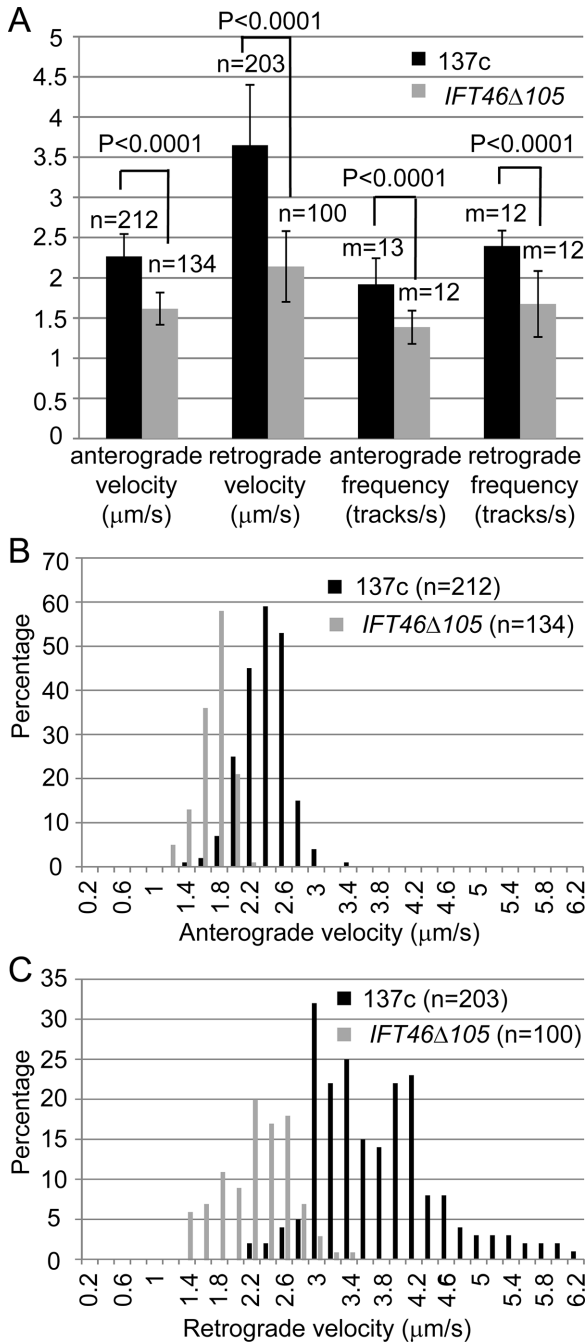 A
P<0.0001
5
n=203
137c
4.5
IFT46Δ105
4
P<0.0001
P<0.0001
3.5
P<0.0001
3
n=212
n=100
m=12
2.5
n=134
m=13
m=12
2
m=12
1.5
1
0.5
0
anterograde velocity (μm/s)
retrograde velocity (μm/s)
anterograde frequency (tracks/s)
retrograde frequency (tracks/s)
B
70
60
50
40
30
20
10
0
Percentage
137c (n=212)
IFT46Δ105 (n=134)
0.2 0.6 1 1.4 1.8 2.2 2.6 3 3.4 3.8 4.2 4.6 5 5.4 5.8 6.2
Anterograde velocity (μm/s)
C
35
30
25
20
15
10
5
0
Percentage
137c (n=203)
IFT46Δ105 (n=100)
0.2 0.6 1 1.4 1.8 2.2 2.6 3 3.4 3.8 4.2 4.6 5 5.4 5.8 6.2
Retrograde velocity (μm/s)